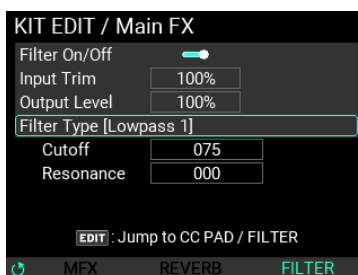 KIT EDIT / Main FX
Filter On/Off
Input Trim 100%
Output Level 100%
Filter Type [Lowpass 1]
Cutoff 075
Resonance 000
EDIT : Jump to CC PAD / FILTER
MFX REVERB FILTER